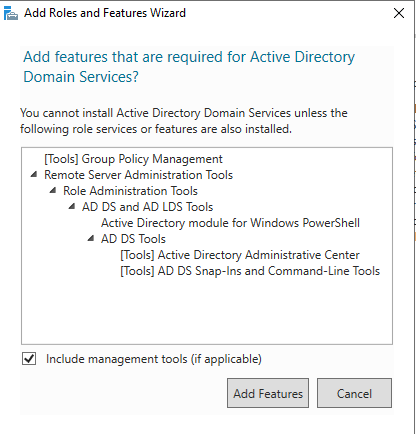 Add Roles and Features Wizard
Add features that are required for Active Directory
Domain Services?
You cannot install Active Directory Domain Services unless the
following role services or features are also installed.
[Tools] Group Policy Management
Remote Server Administration Tools
Role Administration Tools
AD DS and AD LDS Tools
Active Directory module for Windows PowerShell
AD DS Tools
[Tools] Active Directory Administrative Center
[Tools] AD DS Snap-Ins and Command-Line Tools
Include management tools (if applicable)
Add Features
Cancel